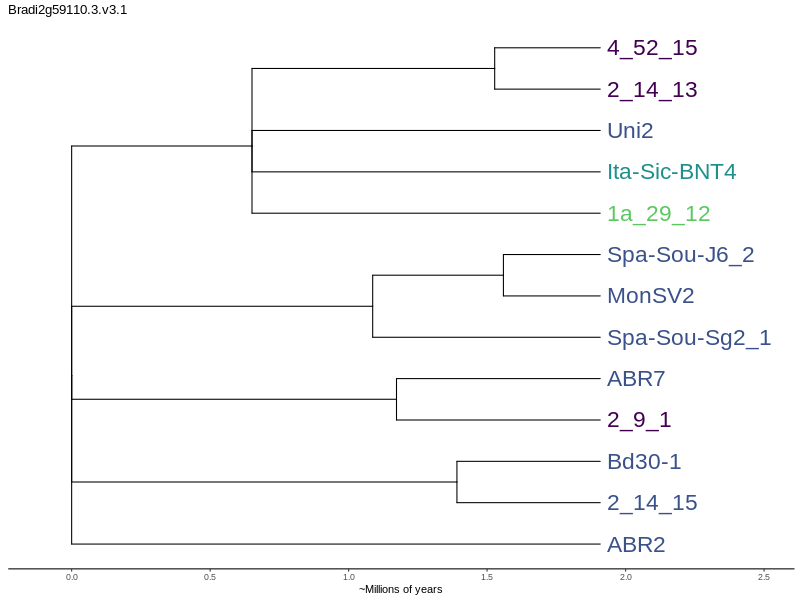 Bradi2g59110.3.v3.1
4_52_15
2_14_13
Uni2
Ita-Sic-BNT4
1a_29_12
Spa-Sou-J6_2
MonSV2
Spa-Sou-Sg2_1
ABR7
2_9_1
Bd30-1
2_14_15
ABR2
0.0 0.5 1.0 1.5 2.0 2.5
~Millions of years